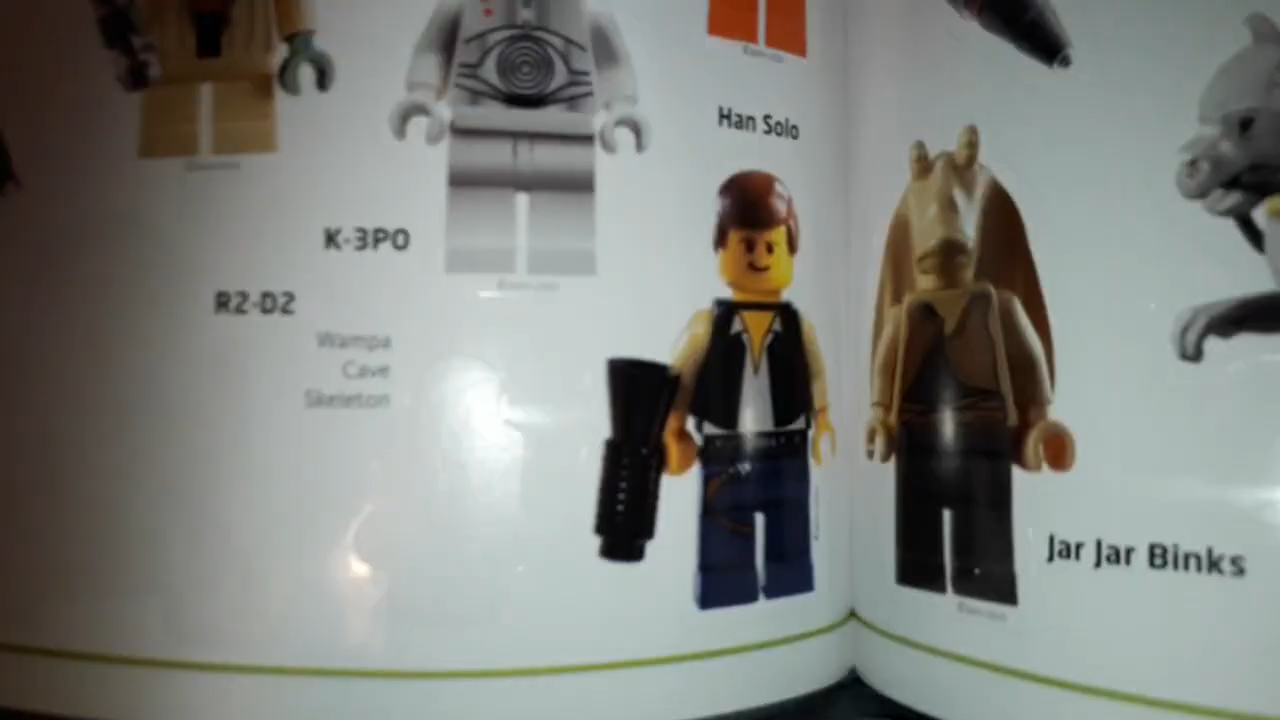 Han Solo
K-3PO
R2-D2
Wampa
Cave
Skeleton
Jar Jar Binks